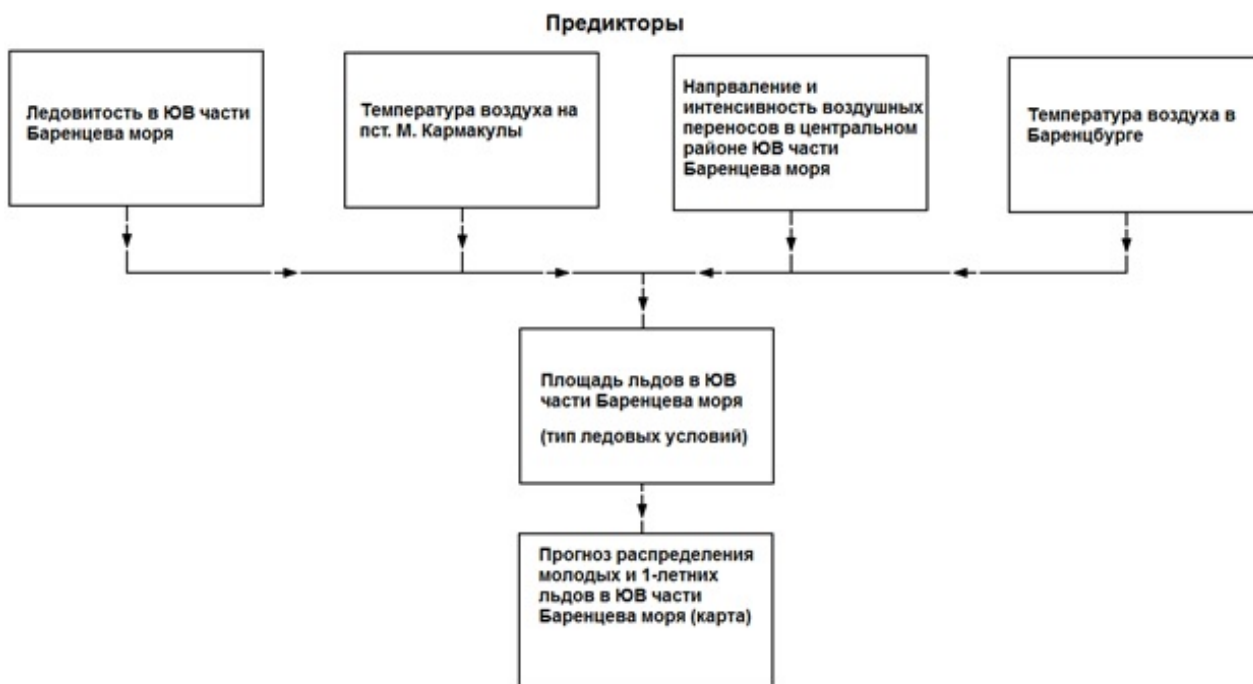 Предикторы
Ледовитость в ЮВ части
Баренцева моря
Температура воздуха на
пст. М. Кармакулы
Напрваление и
интенсивность воздушных
переносов в центральном
районе ЮВ части
Баренцева моря
Температура воздуха в
Баренцбурге
Площадь льдов в ЮВ
части Баренцева моря
(тип ледовых условий)
Прогноз распределения
молодых и 1-летних
льдов в ЮВ части
Баренцева моря (карта)